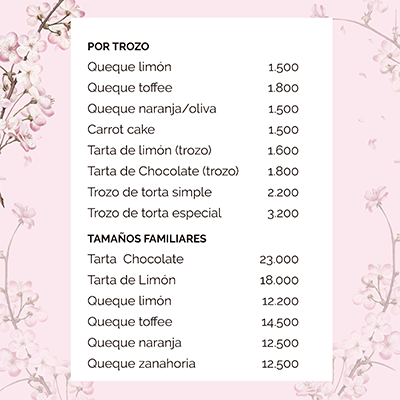 POR TROZO
Queque limón 1.500
Queque toffee 1.800
Queque naranja/oliva 1.500
Carrot cake 1.500
Tarta de limón (trozo) 1.600
Tarta de Chocolate (trozo) 1.800
Trozo de torta simple 2.200
Trozo de torta especial 3.200
TAMAÑOS FAMILIARES
Tarta Chocolate 23.000
Tarta de Limón 18.000
Queque limón 12.200
Queque toffee 14.500
Queque naranja 12.500
Queque zanahoria 12.500